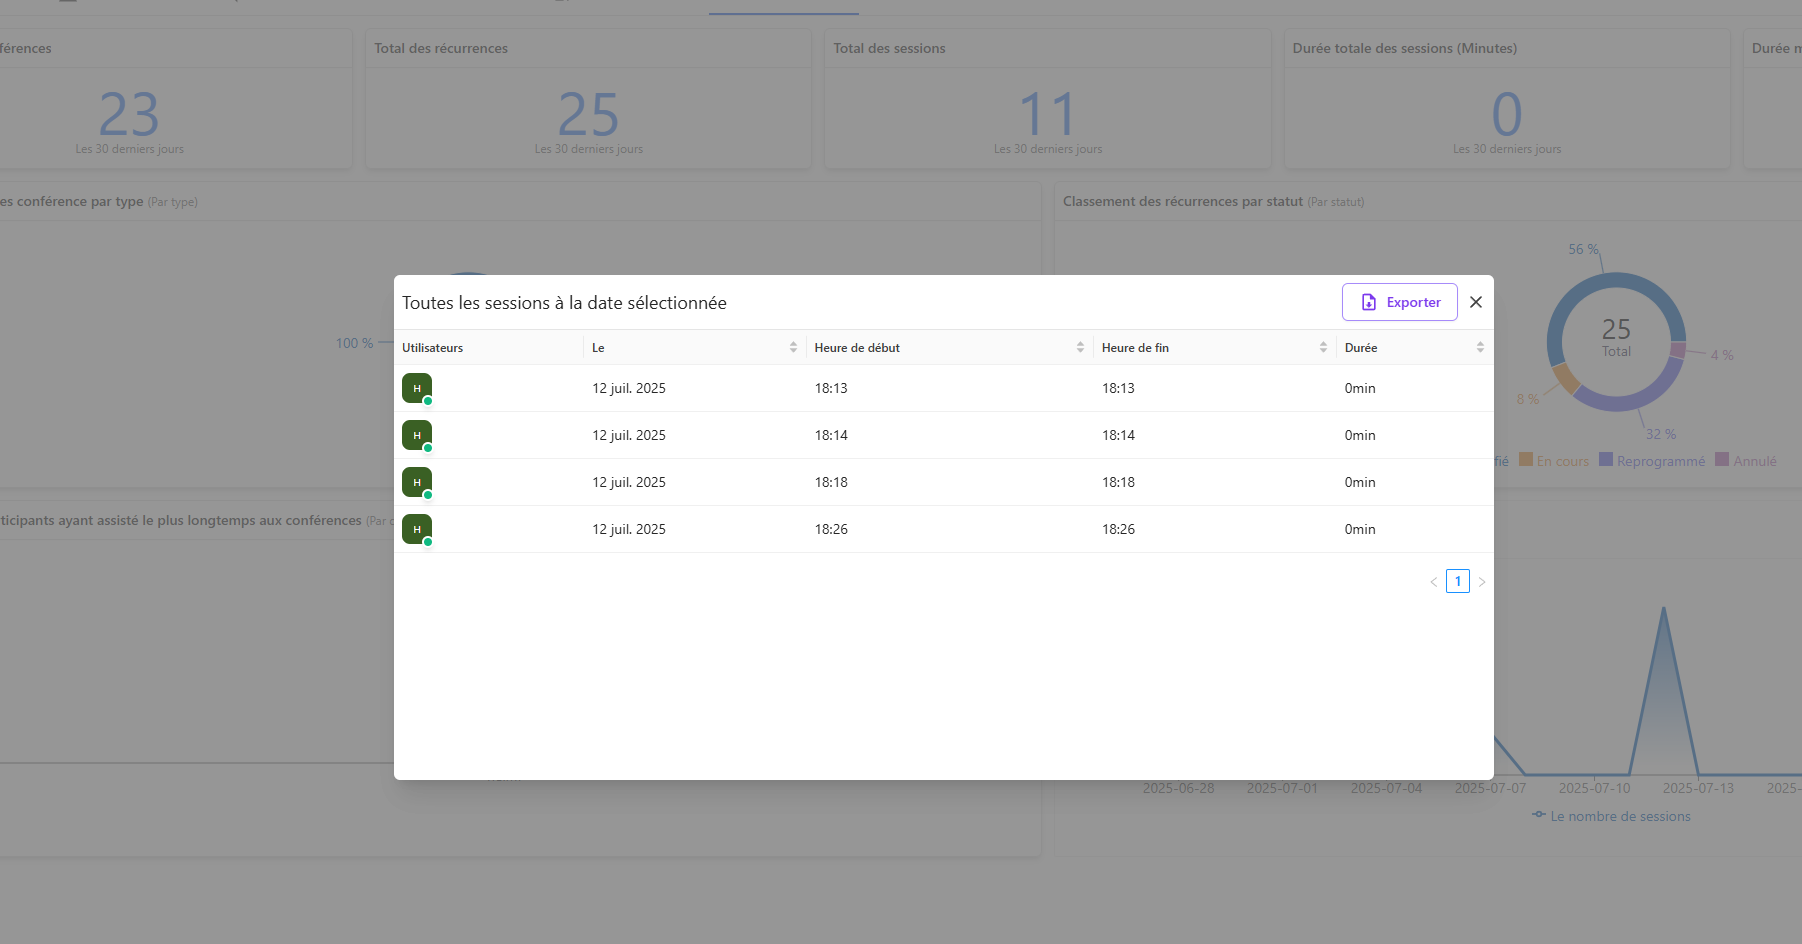 férences
Total des récurrences
Total des sessions
Durée totale des sessions (Minutes)
Durée
23
25
11
0
Les 30 derniers jours
Les 30 derniers jours
Les 30 derniers jours
Les 30 derniers jours
es conférence par type (Par type)
Classement des récurrences par statut (Par statut)
56 %
100 %
25
Total
4 %
8 %
32 %
fié
En cours
Reprogrammé
Annulé
Toutes les sessions à la date sélectionnée
Exporter
Utilisateurs
Le
Heure de début
Heure de fin
Durée
H
12 juil. 2025
18:13
18:13
0min
H
12 juil. 2025
18:14
18:14
0min
H
12 juil. 2025
18:18
18:18
0min
H
12 juil. 2025
18:26
18:26
0min
1
ticipants ayant assisté le plus longtemps aux conférences (Par
2025-06-28
2025-07-01
2025-07-04
2025-07-07
2025-07-10
2025-07-13
2025-
Le nombre de sessions